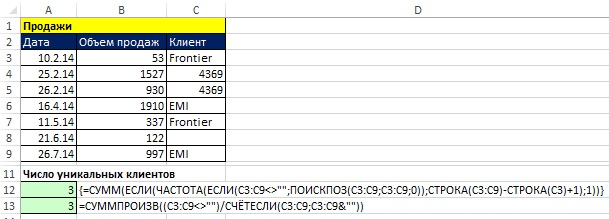 A B C D
1 Продажи
2 Дата Объем продаж Клиент
3 10.2.14 53 Frontier
4 25.2.14 1527 4369
5 26.2.14 930 4369
6 16.4.14 1910 EMI
7 11.5.14 337 Frontier
8 21.6.14 122
9 26.7.14 997 EMI
11 Число уникальных клиентов
12 3 {=СУММ(ЕСЛИ(ЧАСТОТА(ЕСЛИ(C3:C9<>"";ПОИСКПОЗ(C3:C9;C3:C9;0));СТРОКА(C3:C9)-СТРОКА(C3)+1);1))}
13 3 =СУММПРОИЗВ((C3:C9<>"")/СЧЁТЕСЛИ(C3:C9;C3:C9&""))